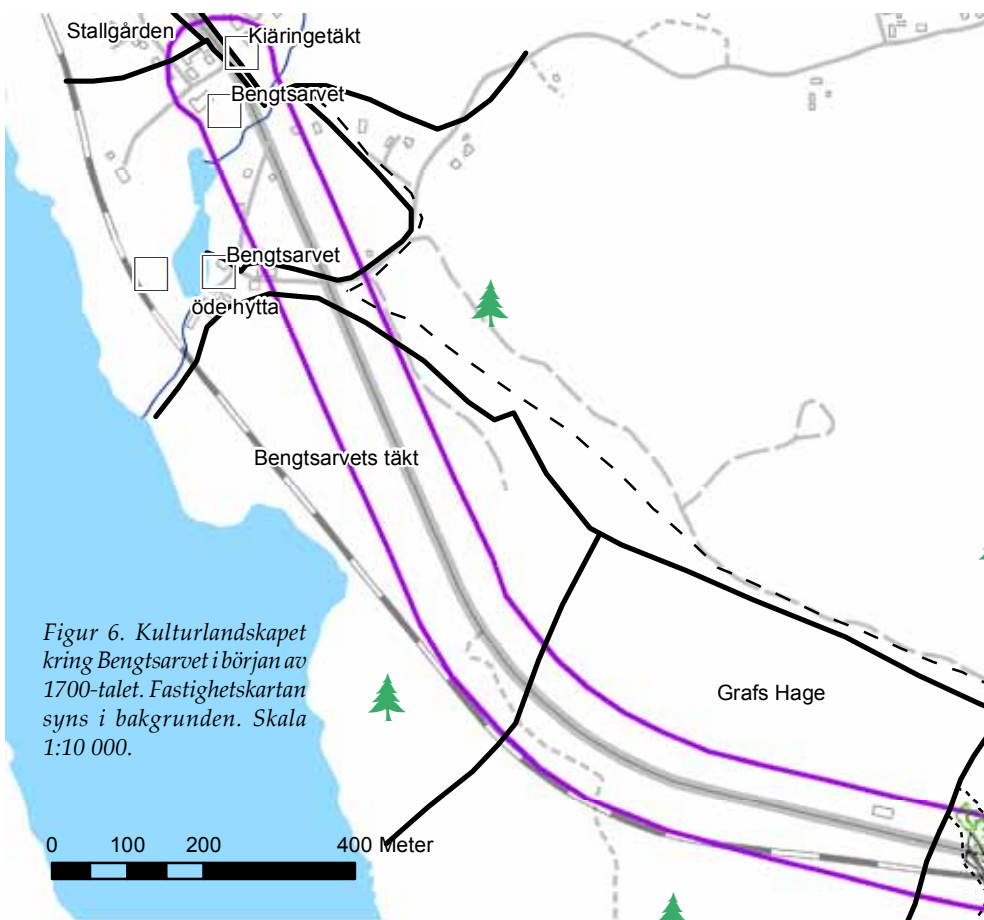 Stallgården
Kiäringetäkt
Bengtsarvet
Bengtsarvet
öde hytta
Bengtsarvets täkt
Grafs Hage
Figur 6. Kulturlandskapet
kring Bengtsarvet i början av
1700-talet. Fastighetskartan
syns i bakgrunden. Skala
1:10 000.
0 100 200 400 Meter